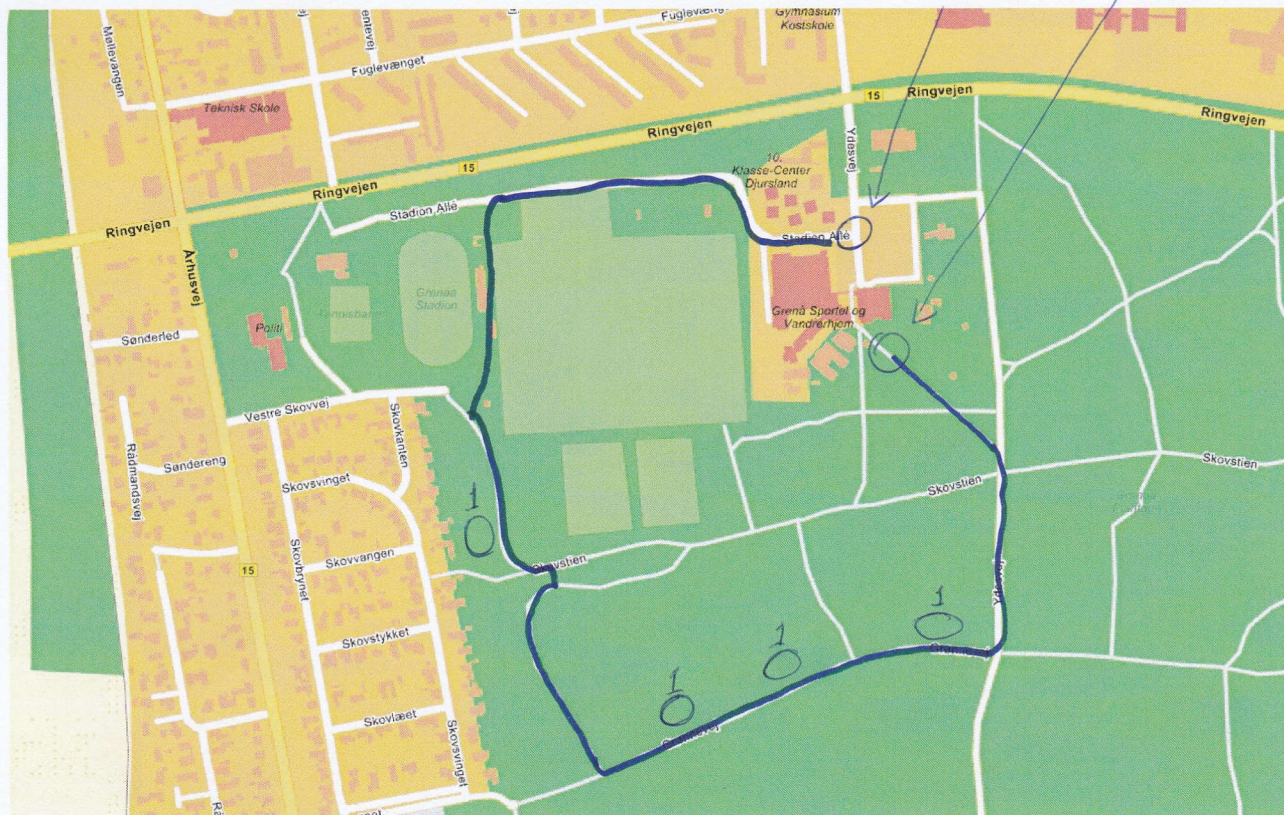 Møllevangen
Fuglevænget
Fuglevænget
Gymnasium
Kostskole
Teknisk Skole
Ringvejen
15
Ringvejen
15
Ringvejen
Ringvejen
Ringvejen
Ydesvej
10.
Klasse-Center
Djursland
Stadion Allé
Stadion Allé
Århusvej
Grenaa
Stadion
Politi
Grenå Sportel og
Vandrerhjem
Sønderled
Vestre Skovvej
Skovkanten
Rådmandsvej
Søndereng
Skovsvinget
Skovstien
Skovstien
1
Skovvangen
Skovstien
Skovbrynet
15
Ydesvej
1
1
1
Skovstykket
Skovlæet
Skovsvinget